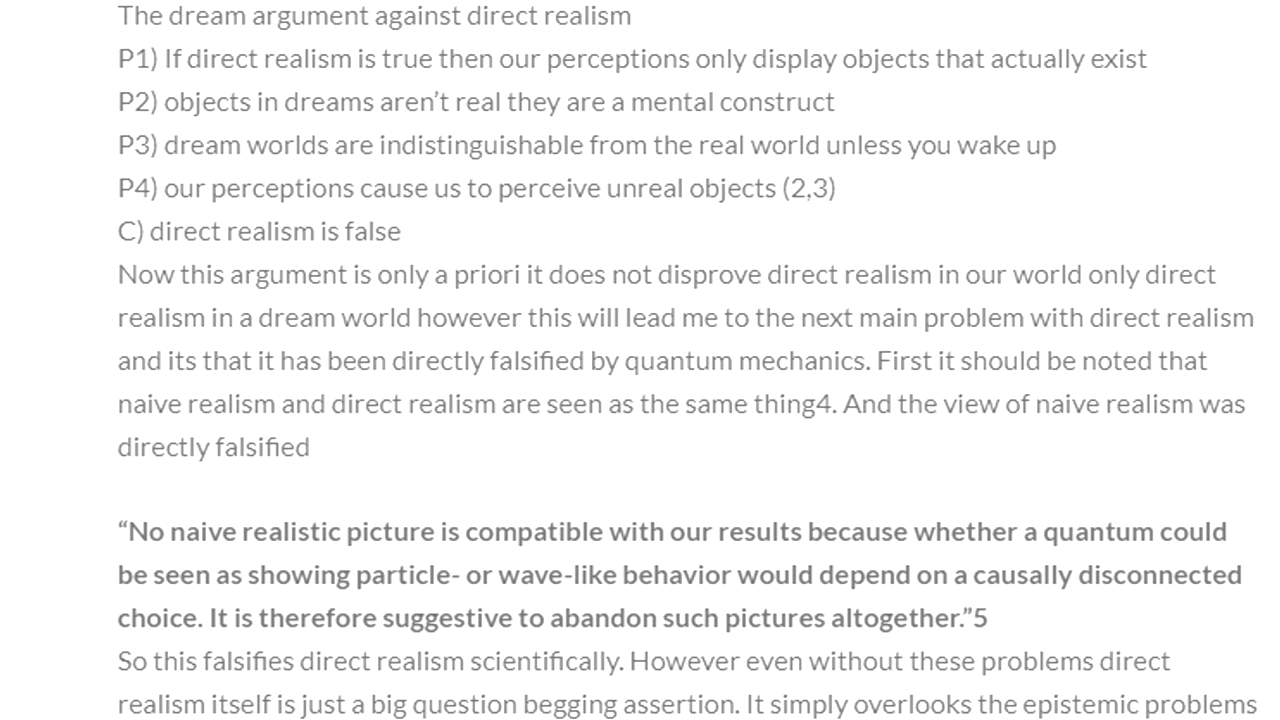 The dream argument against direct realism
P1) If direct realism is true then our perceptions only display objects that actually exist
P2) objects in dreams aren’t real they are a mental construct
P3) dream worlds are indistinguishable from the real world unless you wake up
P4) our perceptions cause us to perceive unreal objects (2,3)
C) direct realism is false
Now this argument is only a priori it does not disprove direct realism in our world only direct
realism in a dream world however this will lead me to the next main problem with direct realism
and its that it has been directly falsified by quantum mechanics. First it should be noted that
naive realism and direct realism are seen as the same thing4. And the view of naive realism was
directly falsified
“No naive realistic picture is compatible with our results because whether a quantum could
be seen as showing particle- or wave-like behavior would depend on a causally disconnected
choice. It is therefore suggestive to abandon such pictures altogether.”5
So this falsifies direct realism scientifically. However even without these problems direct
realism itself is just a big question begging assertion. It simply overlooks the epistemic problems